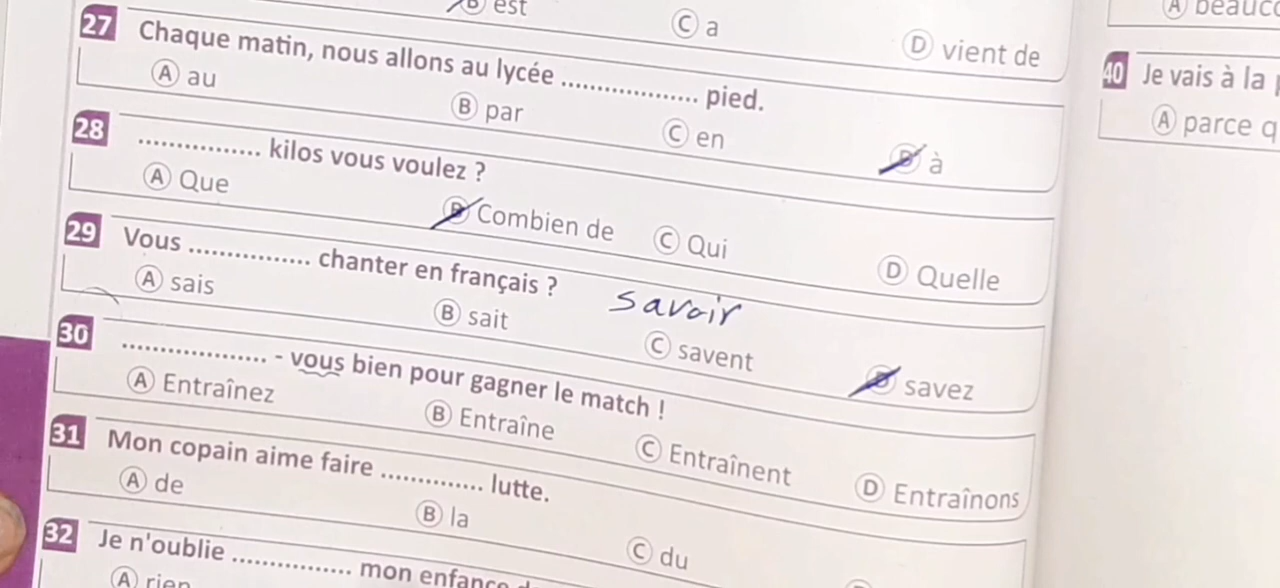 B est
C a
D vient de
27 Chaque matin, nous allons au lycée .................. pied.
A au
B par
C en
D à
28 ................ kilos vous voulez ?
A Que
B Combien de
C Qui
D Quelle
29 Vous ................ chanter en français ?
savoir
A sais
B sait
C savent
D savez
30 ................... - vous bien pour gagner le match !
A Entraînez
B Entraîne
C Entraînent
D Entraînons
31 Mon copain aime faire .............. lutte.
A de
B la
C du
32 Je n'oublie ................ mon enfance
A rien
A beauc
40 Je vais à la
A parce q